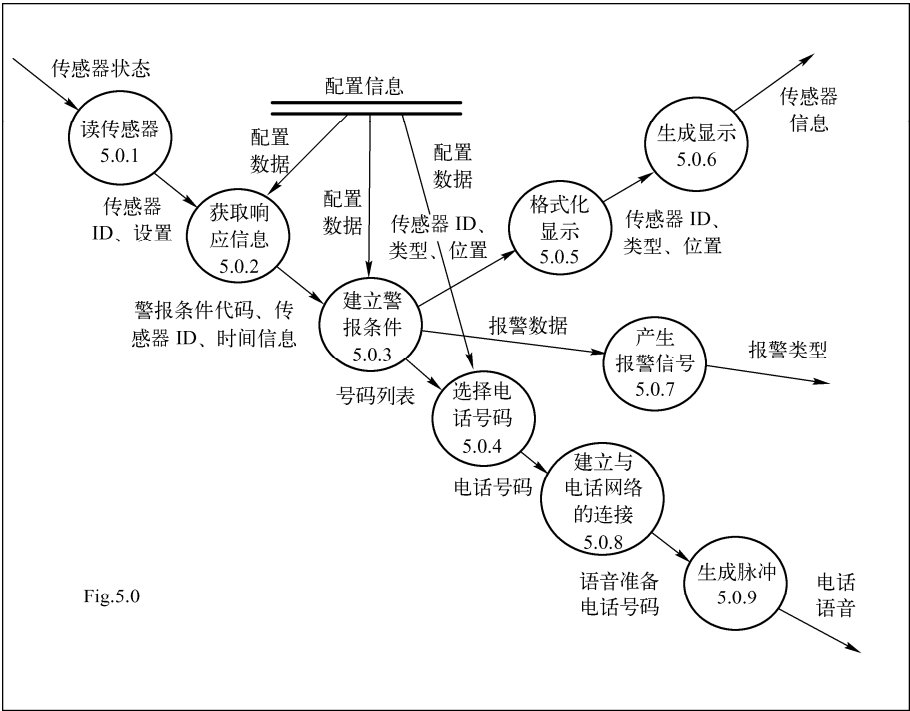 传感器状态
配置信息
读传感器
5.0.1
配置
数据
配置
数据
配置
数据
生成显示
5.0.6
传感器
信息
传感器
ID、设置
获取响
应信息
5.0.2
传感器 ID、
类型、位置
格式化
显示
5.0.5
传感器 ID、
类型、位置
警报条件代码、传
感器 ID、时间信息
建立警
报条件
5.0.3
报警数据
产生
报警信号
5.0.7
报警类型
号码列表
选择电
话号码
5.0.4
电话号码
建立与
电话网络
的连接
5.0.8
语音准备
电话号码
生成脉冲
5.0.9
电话
语音
Fig.5.0